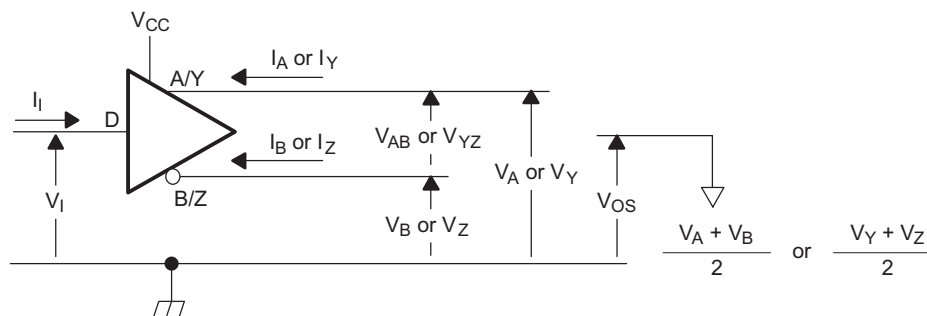 V_CC
I_A or I_Y
A/Y
I_I
D
I_B or I_Z
V_AB or V_YZ
V_A or V_Y
V_I
B/Z
V_OS
V_B or V_Z
V_A + V_B
2
or
V_Y + V_Z
2